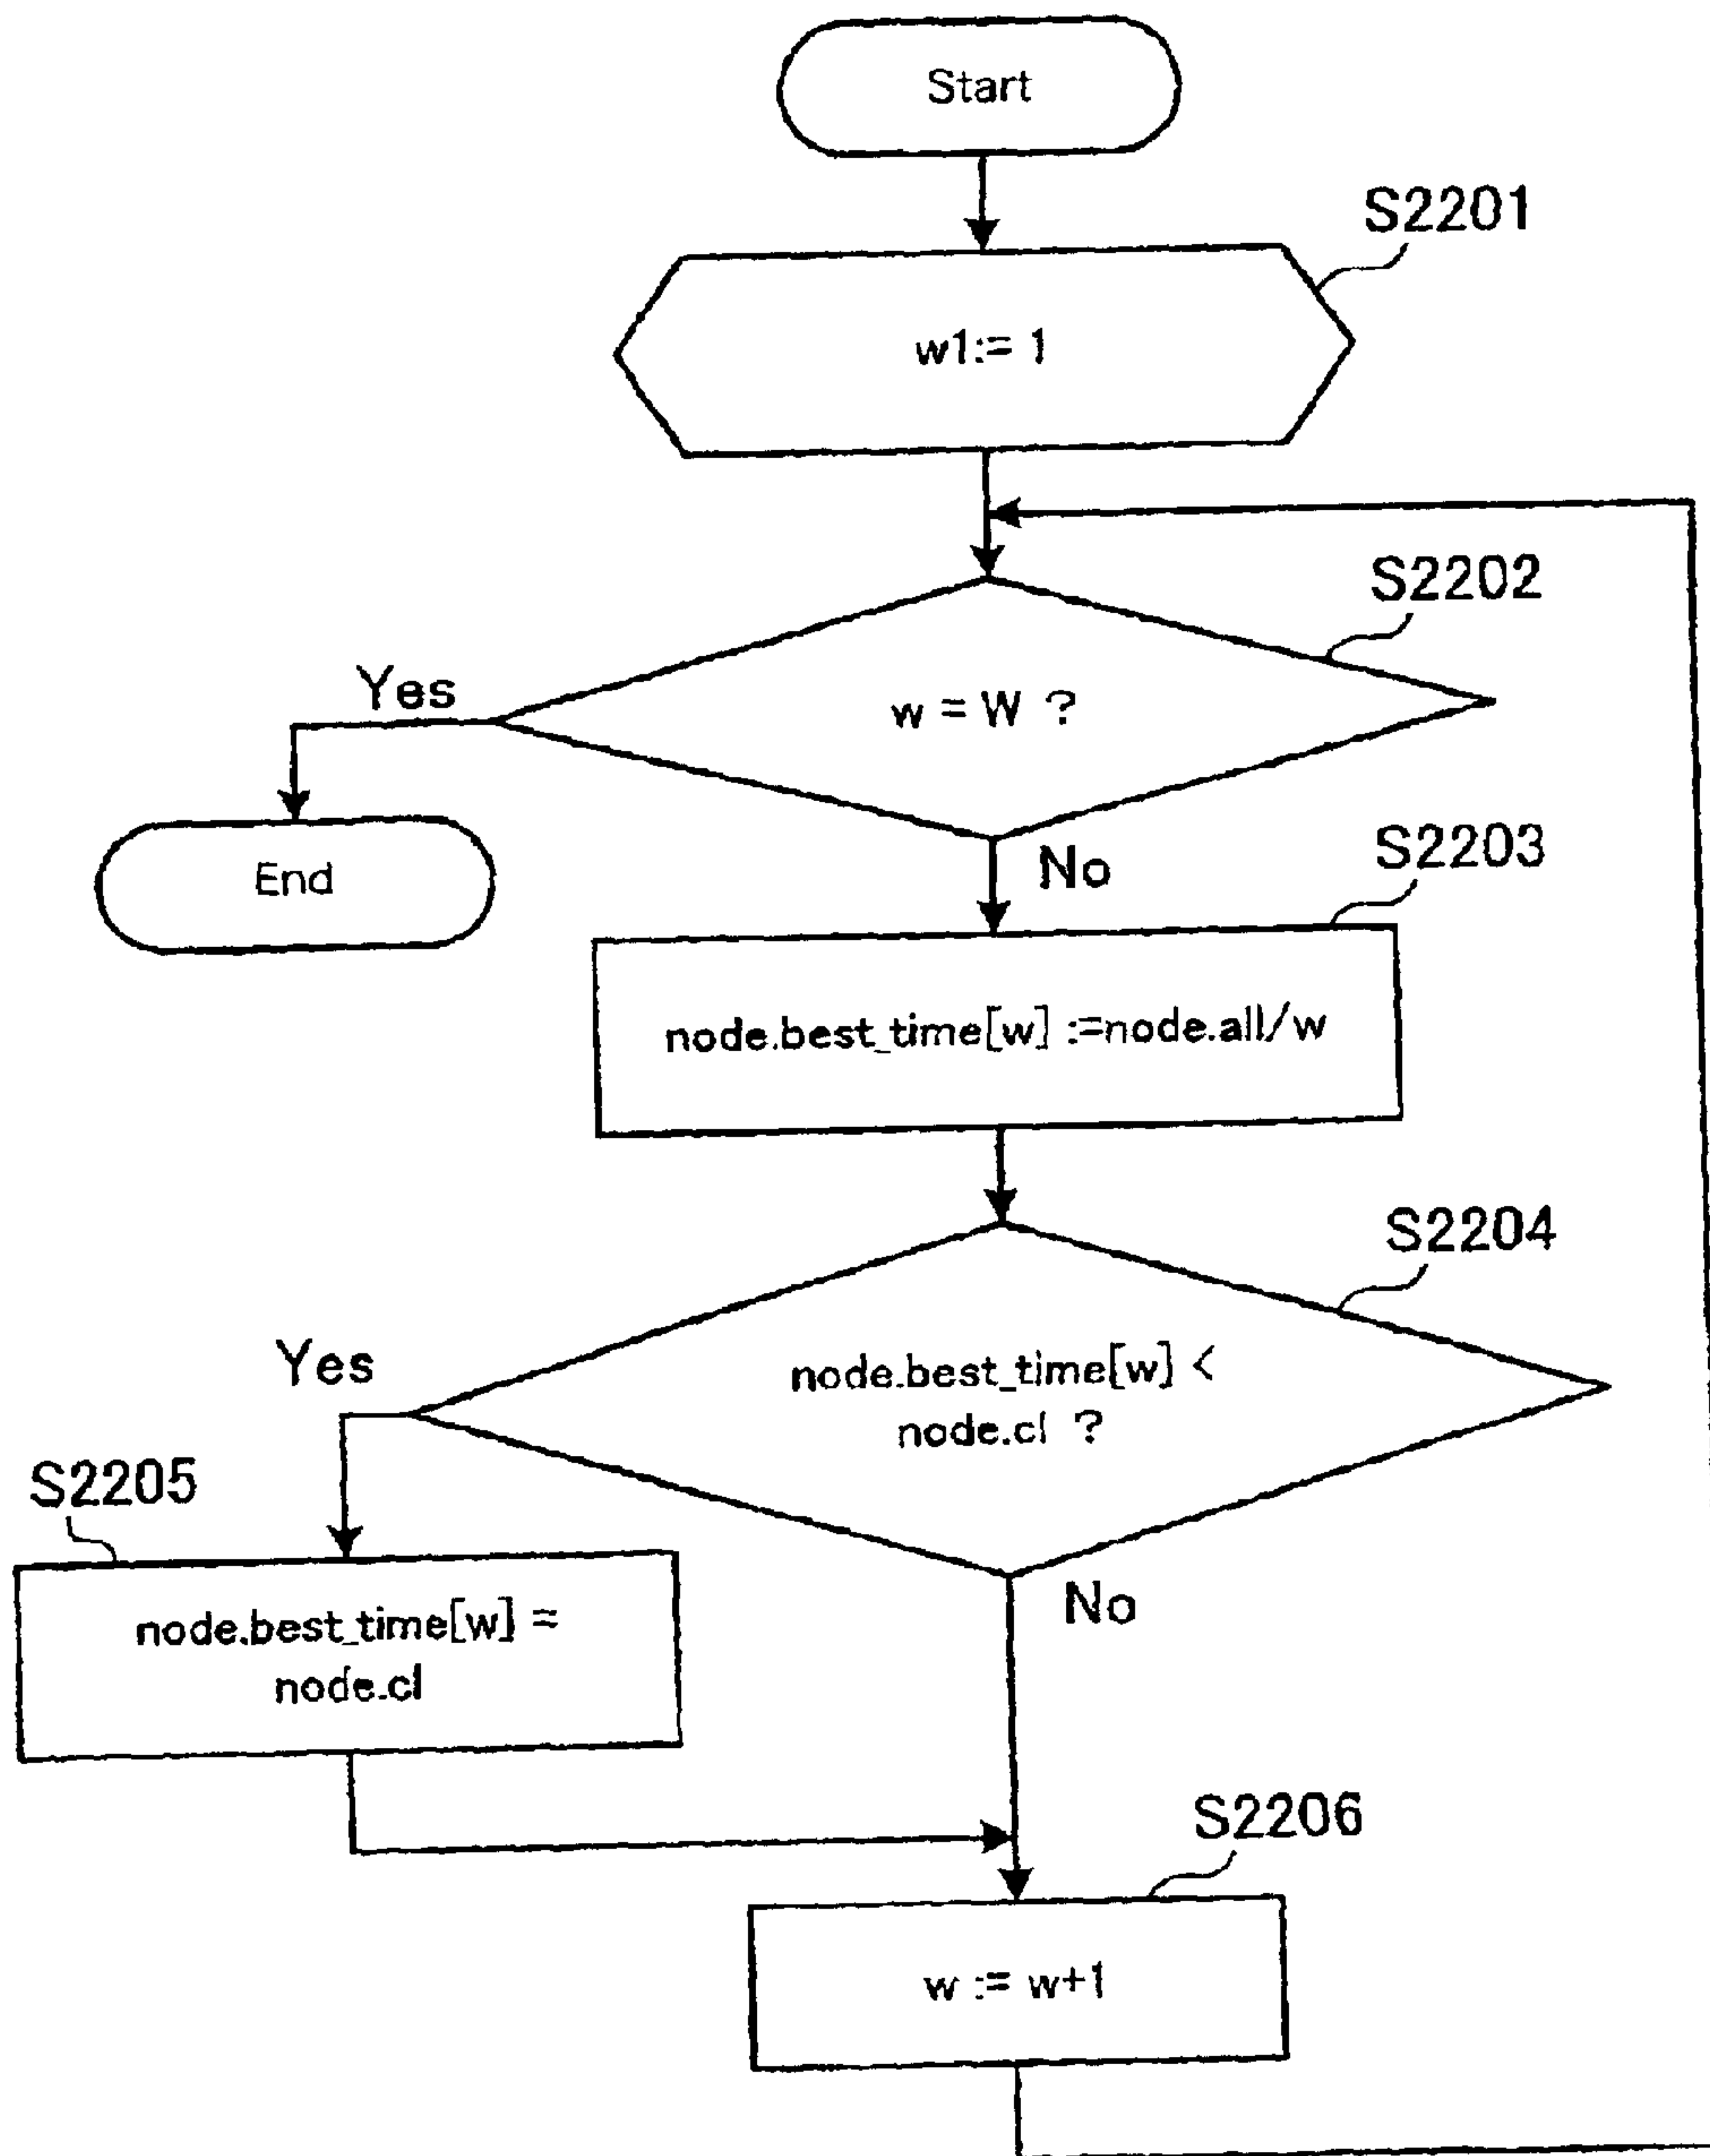 Start
S2201
w1:= 1
S2202
Yes
w = W ?
End
No
S2203
node.best_time[w] :=node.all/w
S2204
Yes
node.best_time[w] <
node.cl ?
S2205
No
node.best_time[w] =
node.cl
S2206
w := w+1